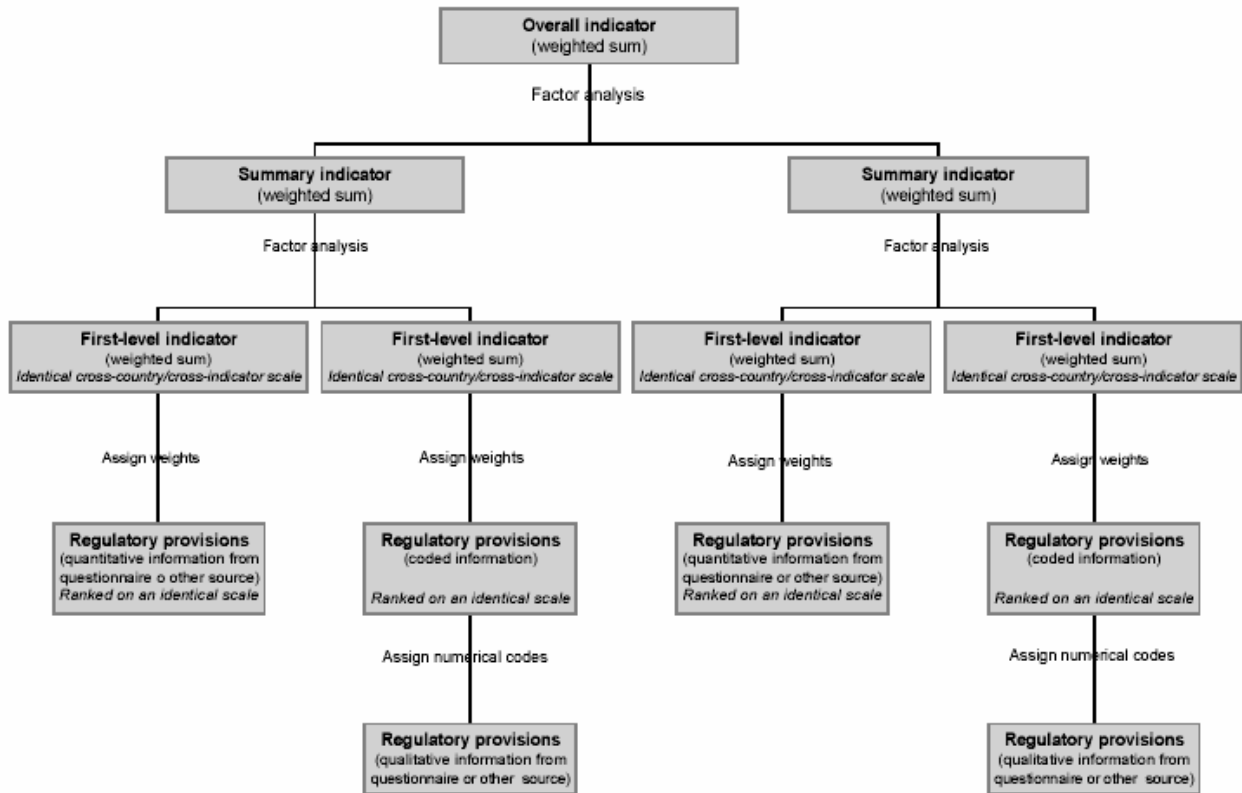 Overall indicator
(weighted sum)
Factor analysis
Summary indicator
(weighted sum)
Summary indicator
(weighted sum)
Factor analysis
Factor analysis
First-level indicator
(weighted sum)
Identical cross-country/cross-indicator scale
First-level indicator
(weighted sum)
Identical cross-country/cross-indicator scale
First-level indicator
(weighted sum)
Identical cross-country/cross-indicator scale
First-level indicator
(weighted sum)
Identical cross-country/cross-indicator scale
Assign weights
Assign weights
Assign weights
Assign weights
Regulatory provisions
(quantitative information from
questionnaire o other source)
Ranked on an identical scale
Regulatory provisions
(coded information)
Ranked on an identical scale
Regulatory provisions
(quantitative information from
questionnaire or other source)
Ranked on an identical scale
Regulatory provisions
(coded information)
Ranked on an identical scale
Assign numerical codes
Assign numerical codes
Regulatory provisions
(qualitative information from
questionnaire or other source)
Regulatory provisions
(qualitative information from
questionnaire or other source)